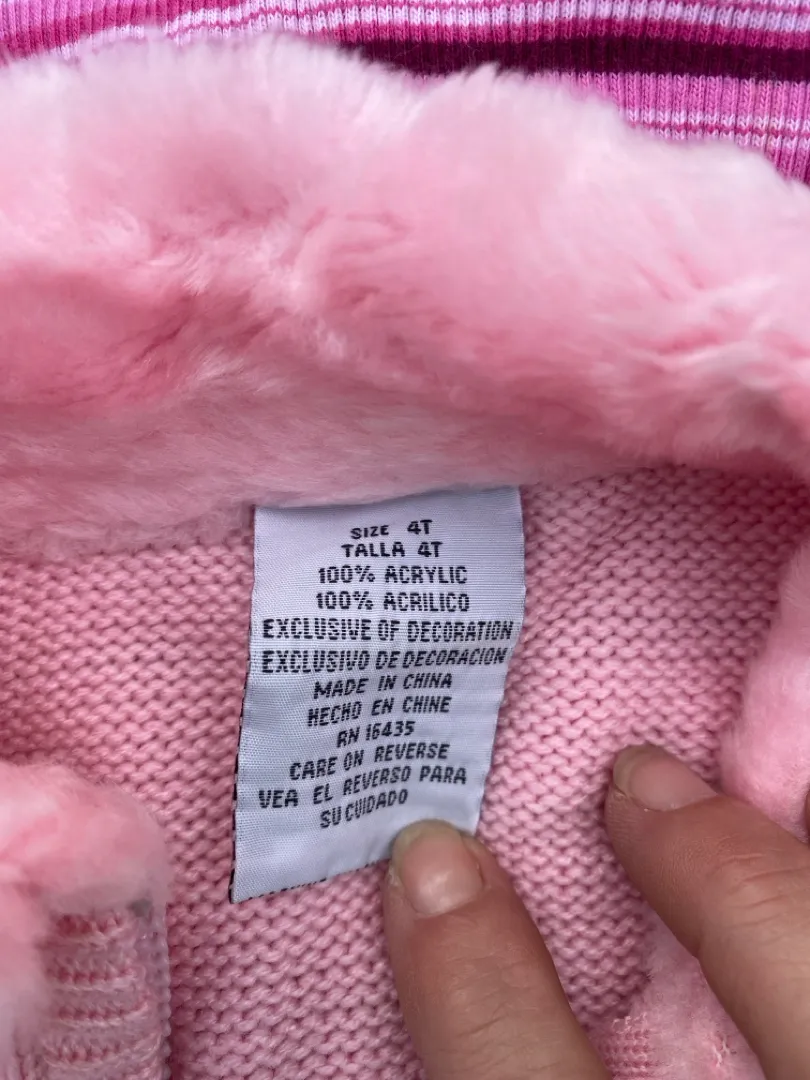 SIZE 4T
TALLA 4T
100% ACRYLIC
100% ACRILICO
EXCLUSIVE OF DECORATION
EXCLUSIVO DE DECORACION
MADE IN CHINA
HECHO EN CHINE
RN 16435
CARE ON REVERSE
VEA EL REVERSO PARA
SU CUIDADO